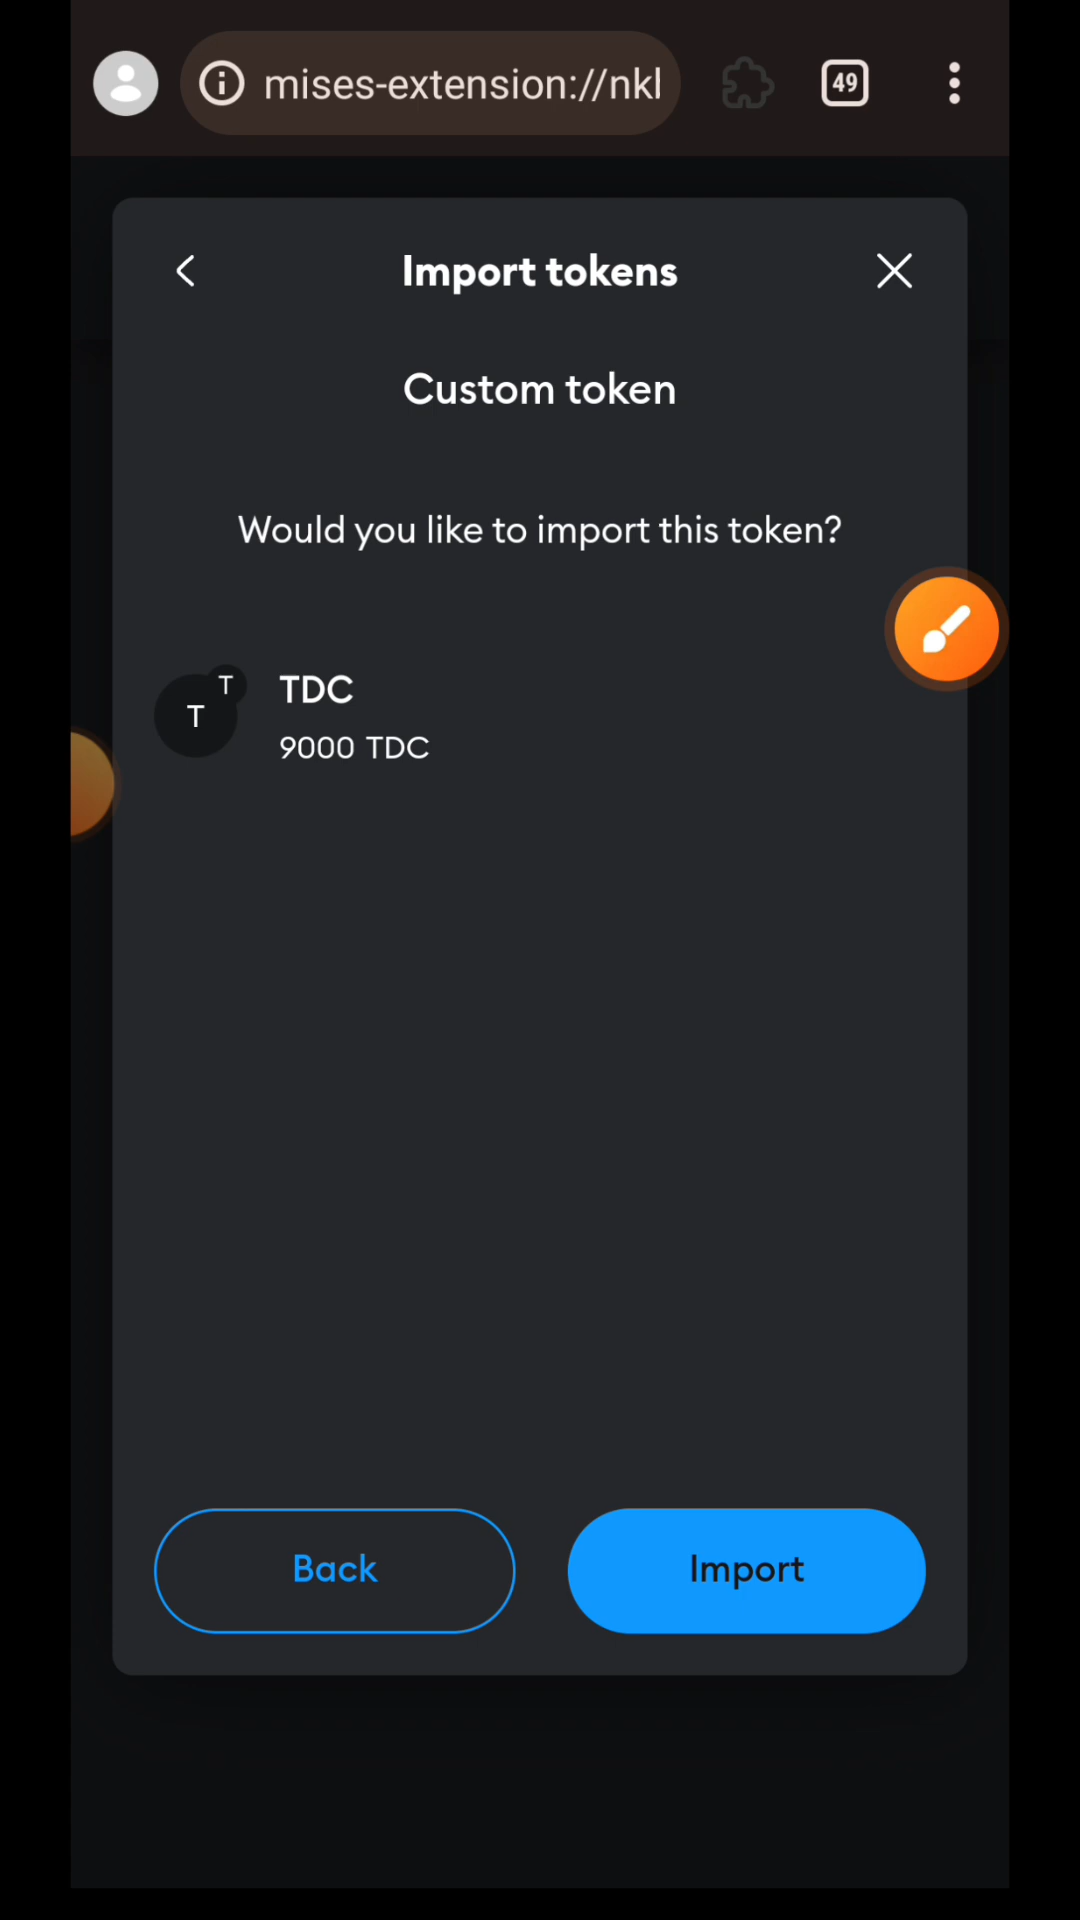 mises-extension://nkl
49
Import tokens
Custom token
Would you like to import this token?
T
T
TDC
9000 TDC
Back
Import